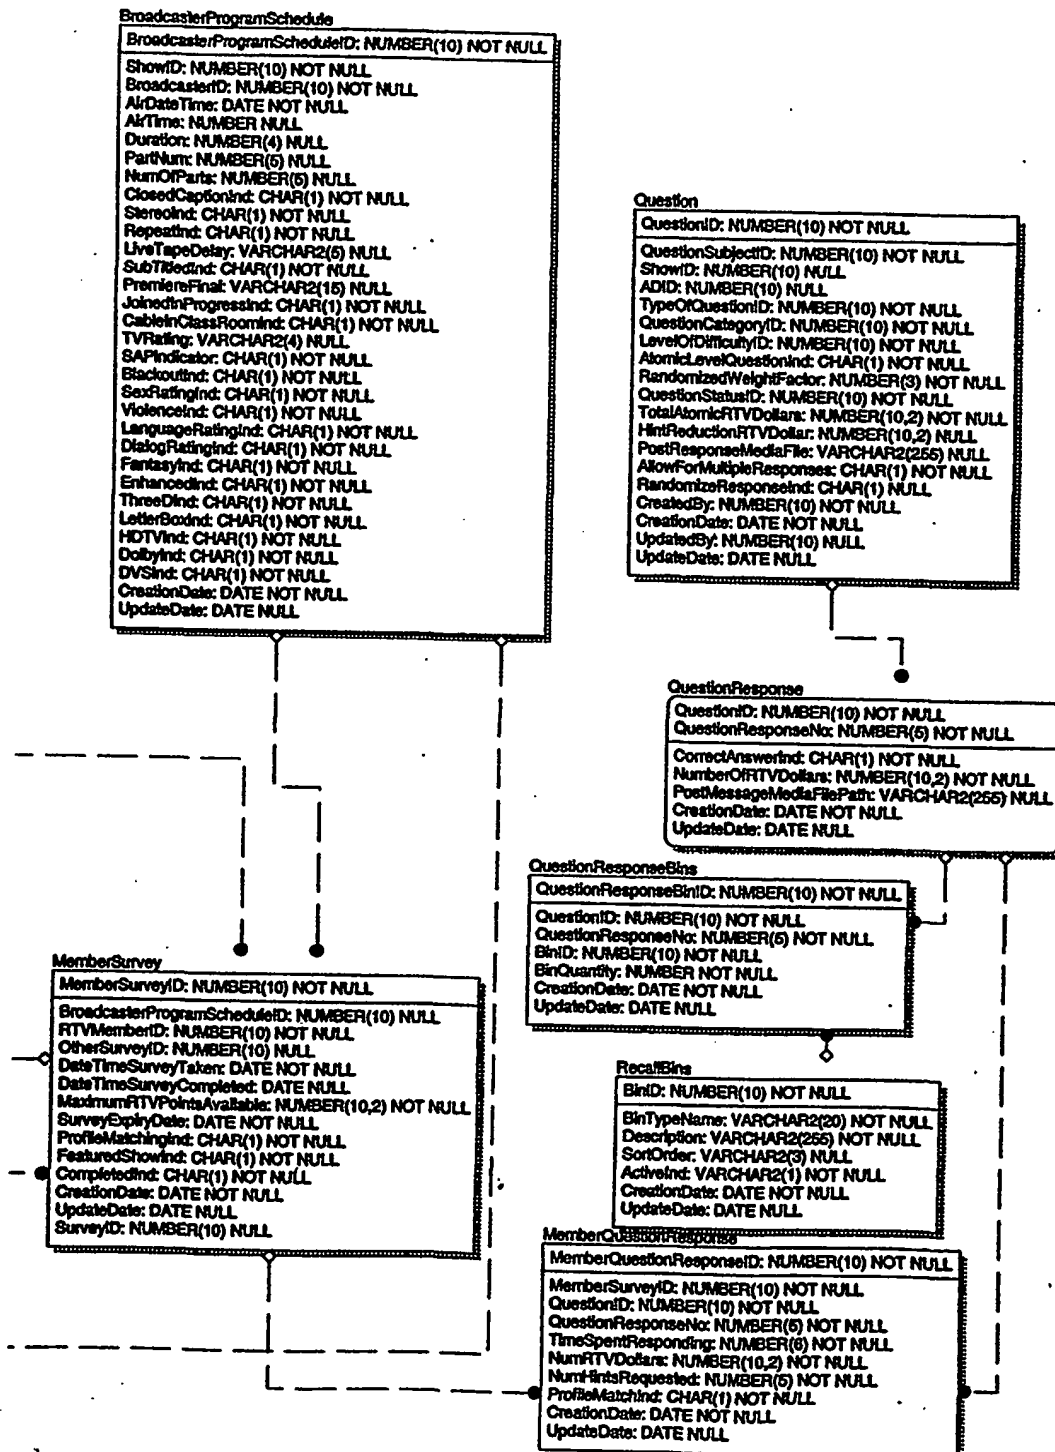 BroadcasterProgramSchedule
BroadcasterProgramScheduleID: NUMBER(10) NOT NULL
ShowID: NUMBER(10) NOT NULL
BroadcasterID: NUMBER(10) NOT NULL
AirDateTime: DATE NOT NULL
AirTime: NUMBER NULL
Duration: NUMBER(4) NULL
PartNum: NUMBER(5) NULL
NumOfParts: NUMBER(5) NULL
ClosedCaptionInd: CHAR(1) NOT NULL
StereoInd: CHAR(1) NOT NULL
RepeatInd: CHAR(1) NOT NULL
LiveTapeDelay: VARCHAR2(5) NULL
SubTitledInd: CHAR(1) NOT NULL
PremiereFinal: VARCHAR2(15) NULL
JoinedInProgressInd: CHAR(1) NOT NULL
CableInClassRoomInd: CHAR(1) NOT NULL
TVRating: VARCHAR2(4) NULL
SAPIndicator: CHAR(1) NOT NULL
BlackoutInd: CHAR(1) NOT NULL
SexRatingInd: CHAR(1) NOT NULL
ViolenceInd: CHAR(1) NOT NULL
LanguageRatingInd: CHAR(1) NOT NULL
DialogRatingInd: CHAR(1) NOT NULL
FantasyInd: CHAR(1) NOT NULL
EnhancedInd: CHAR(1) NOT NULL
ThreeDInd: CHAR(1) NOT NULL
LetterBoxInd: CHAR(1) NOT NULL
HDTVInd: CHAR(1) NOT NULL
DolbyInd: CHAR(1) NOT NULL
DVSInd: CHAR(1) NOT NULL
CreationDate: DATE NOT NULL
UpdateDate: DATE NULL
Question
QuestionID: NUMBER(10) NOT NULL
QuestionSubjectID: NUMBER(10) NOT NULL
ShowID: NUMBER(10) NULL
ADID: NUMBER(10) NULL
TypeOfQuestionID: NUMBER(10) NOT NULL
QuestionCategoryID: NUMBER(10) NOT NULL
LevelOfDifficultyID: NUMBER(10) NOT NULL
AtomicLevelQuestionInd: CHAR(1) NOT NULL
RandomizedWeightFactor: NUMBER(3) NOT NULL
QuestionStatusID: NUMBER(10) NOT NULL
TotalAtomicRTVDollars: NUMBER(10,2) NOT NULL
HintReductionRTVDollar: NUMBER(10,2) NULL
PostResponseMediaFile: VARCHAR2(255) NULL
AllowForMultipleResponses: CHAR(1) NOT NULL
RandomizeResponseInd: CHAR(1) NULL
CreatedBy: NUMBER(10) NOT NULL
CreationDate: DATE NOT NULL
UpdatedBy: NUMBER(10) NULL
UpdateDate: DATE NULL
QuestionResponse
QuestionID: NUMBER(10) NOT NULL
QuestionResponseNo: NUMBER(5) NOT NULL
CorrectAnswerInd: CHAR(1) NOT NULL
NumberOfRTVDollars: NUMBER(10,2) NOT NULL
PostMessageMediaFilePath: VARCHAR2(255) NULL
CreationDate: DATE NOT NULL
UpdateDate: DATE NULL
QuestionResponseBins
QuestionResponseBinID: NUMBER(10) NOT NULL
QuestionID: NUMBER(10) NOT NULL
QuestionResponseNo: NUMBER(5) NOT NULL
BinID: NUMBER(10) NOT NULL
BinQuantity: NUMBER NOT NULL
CreationDate: DATE NOT NULL
UpdateDate: DATE NULL
MemberSurvey
MemberSurveyID: NUMBER(10) NOT NULL
BroadcasterProgramScheduleID: NUMBER(10) NULL
RTVMemberID: NUMBER(10) NOT NULL
OtherSurveyID: NUMBER(10) NULL
DateTimeSurveyTaken: DATE NOT NULL
DateTimeSurveyCompleted: DATE NULL
MaximumRTVPointsAvailable: NUMBER(10,2) NOT NULL
SurveyExpiryDate: DATE NOT NULL
ProfileMatchingInd: CHAR(1) NOT NULL
FeaturedShowInd: CHAR(1) NOT NULL
CompletedInd: CHAR(1) NOT NULL
CreationDate: DATE NOT NULL
UpdateDate: DATE NULL
SurveyID: NUMBER(10) NULL
RecallBins
BinID: NUMBER(10) NOT NULL
BinTypeName: VARCHAR2(20) NOT NULL
Description: VARCHAR2(255) NOT NULL
SortOrder: VARCHAR2(3) NULL
ActiveInd: VARCHAR2(1) NOT NULL
CreationDate: DATE NOT NULL
UpdateDate: DATE NULL
MemberQuestionResponse
MemberQuestionResponseID: NUMBER(10) NOT NULL
MemberSurveyID: NUMBER(10) NOT NULL
QuestionID: NUMBER(10) NOT NULL
QuestionResponseNo: NUMBER(5) NOT NULL
TimeSpentResponding: NUMBER(6) NOT NULL
NumRTVDollars: NUMBER(10,2) NOT NULL
NumHintsRequested: NUMBER(5) NOT NULL
ProfileMatchInd: CHAR(1) NOT NULL
CreationDate: DATE NOT NULL
UpdateDate: DATE NULL